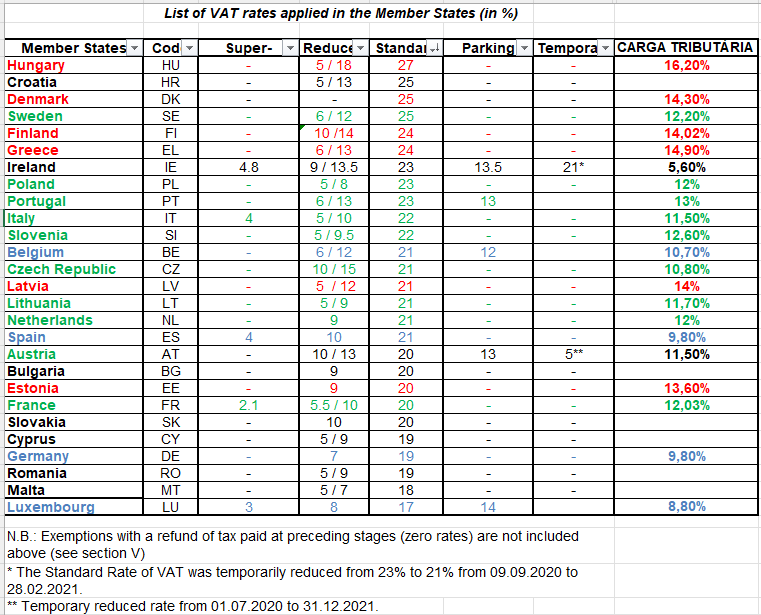 List of VAT rates applied in the Member States (in %)
Member States Cod Super- Reduce Standar Parking Tempora CARGA TRIBUTÁRIA
Hungary HU - 5 / 18 27 - - 16,20%
Croatia HR - 5 / 13 25 - -
Denmark DK - - 25 - - 14,30%
Sweden SE - 6 / 12 25 - - 12,20%
Finland FI - 10 /14 24 - - 14,02%
Greece EL - 6 / 13 24 - - 14,90%
Ireland IE 4.8 9 / 13.5 23 13.5 21* 5,60%
Poland PL - 5 / 8 23 - - 12%
Portugal PT - 6 / 13 23 13 13%
Italy IT 4 5 / 10 22 - - 11,50%
Slovenia SI - 5 / 9.5 22 - - 12,60%
Belgium BE - 6 / 12 21 12 10,70%
Czech Republic CZ - 10 / 15 21 - - 10,80%
Latvia LV - 5 / 12 21 - - 14%
Lithuania LT - 5 / 9 21 - - 11,70%
Netherlands NL - 9 21 - - 12%
Spain ES 4 10 21 - - 9,80%
Austria AT - 10 / 13 20 13 5** 11,50%
Bulgaria BG - 9 20 - -
Estonia EE - 9 20 - - 13,60%
France FR 2.1 5.5 / 10 20 - - 12,03%
Slovakia SK - 10 20 - -
Cyprus CY - 5 / 9 19 - -
Germany DE - 7 19 - - 9,80%
Romania RO - 5 / 9 19 - -
Malta MT - 5 / 7 18 - -
Luxembourg LU 3 8 17 14 8,80%
N.B.: Exemptions with a refund of tax paid at preceding stages (zero rates) are not included
above (see section V)
* The Standard Rate of VAT was temporarily reduced from 23% to 21% from 09.09.2020 to
28.02.2021.
** Temporary reduced rate from 01.07.2020 to 31.12.2021.